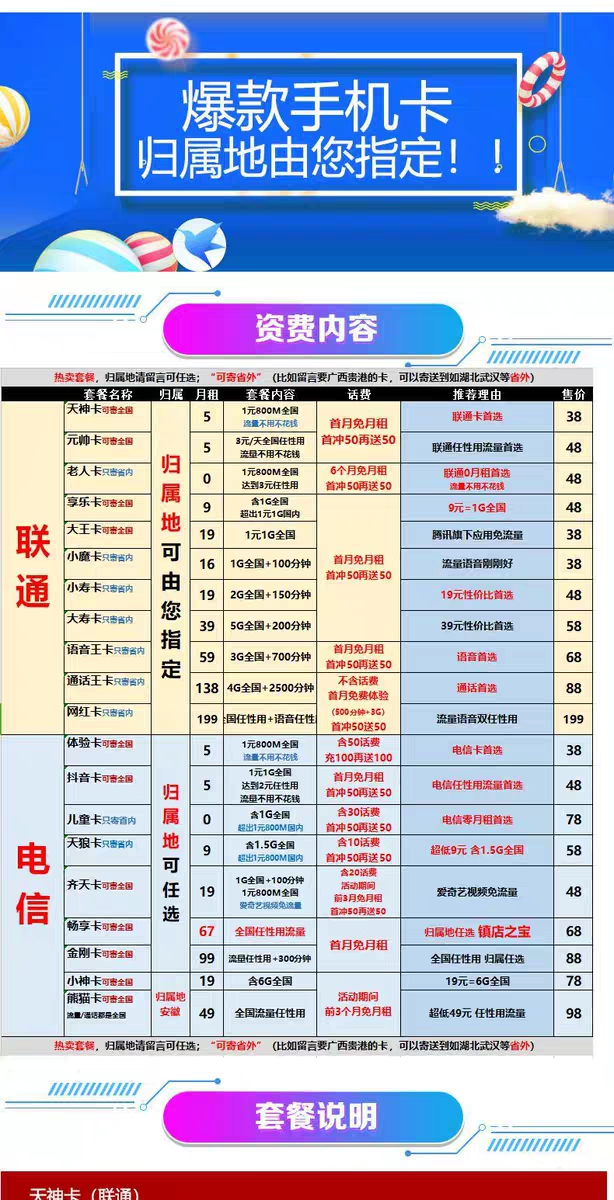 爆款手机卡
归属地由您指定！！
资费内容
热卖套餐，归属地请留言可任选；“可寄省外” (比如留言要广西贵港的卡，可以寄送到如湖北武汉等省外)
套餐名称 归属 月租 套餐内容 话费 推荐理由 售价
联通
归属地可由您指定
天神卡可寄全国 5 1元800M全国 流量不用不花钱 首月免月租 首冲50再送50 联通卡首选 38
元帅卡可寄全国 5 3元/天全国任性用 流量不用不花钱 联通任性用流量首选 48
老人卡只寄省内 0 1元800M全国 达到3元任性用 6个月免月租 首冲50再送50 联通0月租首选 流量不用不花钱 48
享乐卡可寄全国 9 含1G全国 超出1元1G国内 首月免月租 首冲50再送50 9元=1G全国 48
大王卡可寄全国 19 1元1G全国 腾讯旗下应用免流量 38
小魔卡只寄省内 16 1G全国+100分钟 流量语音刚刚好 38
小寿卡只寄省内 19 2G全国+150分钟 19元性价比首选 48
大寿卡只寄省内 39 5G全国+200分钟 39元性价比首选 58
语音王卡只寄省内 59 3G全国+700分钟 首月免月租 首冲50再送50 语音首选 68
通话王卡只寄省内 138 4G全国+2500分钟 不含话费 首月免费体验 通话首选 88
网红卡只寄省内 199 国任性用+语音任性 (500分钟+3G) 首冲50送50 流量语音双任性用 199
电信
归属地可任选
体验卡可寄全国 5 1元800M全国 流量不用不花钱 含50话费 充100再送100 电信卡首选 38
抖音卡可寄全国 5 1元1G全国 达到2元任性用 流量不用不花钱 首月免月租 首冲50再送50 电信任性用流量首选 48
儿童卡只寄省内 0 含1G全国 超出1元800M国内 含30话费 首冲50再送50 电信零月租首选 78
天狼卡只寄省内 9 含1.5G全国 超出1元800M国内 含10话费 首冲50再送50 超低9元 含1.5G全国 58
齐天卡可寄全国 19 1G全国+100分钟 1元800M全国 爱奇艺视频免流量 含20话费 活动期间 前3月免月租 首冲50再送50 爱奇艺视频免流量 48
畅享卡可寄全国 67 全国任性用流量 首月免月租 归属地任选 镇店之宝 68
金刚卡可寄全国 99 流量任性用+300分钟 全国任性用 归属任选 88
小神卡可寄全国 归属地安徽 19 含6G全国 活动期间 前3个月免月租 19元=6G全国 78
熊猫卡可寄全国 流量/通话都是全国 49 全国流量任性用 超低49元 任性用流量 98
热卖套餐，归属地请留言可任选；“可寄省外” (比如留言要广西贵港的卡，可以寄送到如湖北武汉等省外)
套餐说明
天神卡（联通）